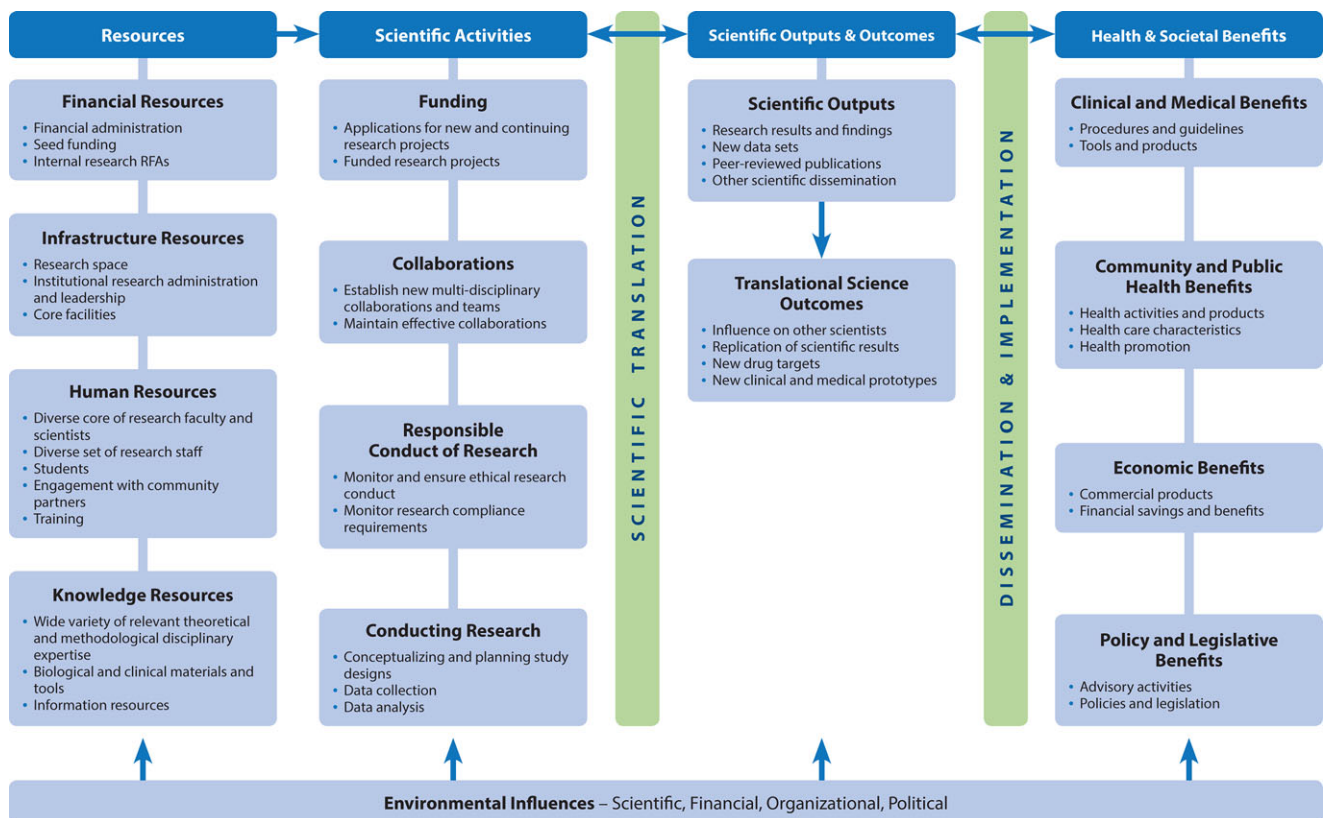 Resources
Scientific Activities
Scientific Outputs & Outcomes
Health & Societal Benefits
Financial Resources
• Financial administration
• Seed funding
• Internal research RFAs
Infrastructure Resources
• Research space
• Institutional research administration
and leadership
• Core facilities
Human Resources
• Diverse core of research faculty and
scientists
• Diverse set of research staff
• Students
• Engagement with community
partners
• Training
Knowledge Resources
• Wide variety of relevant theoretical
and methodological disciplinary
expertise
• Biological and clinical materials and
tools
• Information resources
Funding
• Applications for new and continuing
research projects
• Funded research projects
Collaborations
• Establish new multi-disciplinary
collaborations and teams
• Maintain effective collaborations
Responsible
Conduct of Research
• Monitor and ensure ethical research
conduct
• Monitor research compliance
requirements
Conducting Research
• Conceptualizing and planning study
designs
• Data collection
• Data analysis
SCIENTIFIC TRANSLATION
Scientific Outputs
• Research results and findings
• New data sets
• Peer-reviewed publications
• Other scientific dissemination
Translational Science
Outcomes
• Influence on other scientists
• Replication of scientific results
• New drug targets
• New clinical and medical prototypes
DISSEMINATION & IMPLEMENTATION
Clinical and Medical Benefits
• Procedures and guidelines
• Tools and products
Community and Public
Health Benefits
• Health activities and products
• Health care characteristics
• Health promotion
Economic Benefits
• Commercial products
• Financial savings and benefits
Policy and Legislative
Benefits
• Advisory activities
• Policies and legislation
Environmental Influences – Scientific, Financial, Organizational, Political